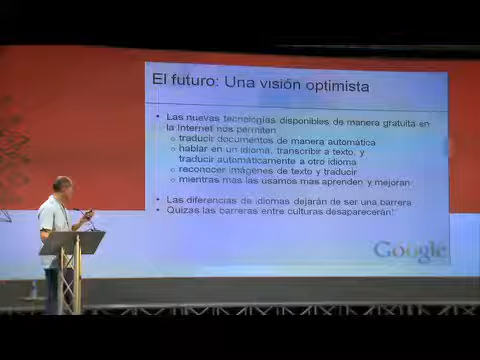 El futuro: Una visión optimista
• Las nuevas tecnologías disponibles de manera gratuita en
la Internet nos permiten
o traducir documentos de manera automática
o hablar en un idioma, transcribir a texto, y
traducir automáticamente a otro idioma
o reconocer imágenes de texto y traducir
o mientras mas las usamos mas aprenden y mejoran
• Las diferencias de idiomas dejarán de ser una barrera
• Quizas las barreras entre culturas desaparecerán!
Google